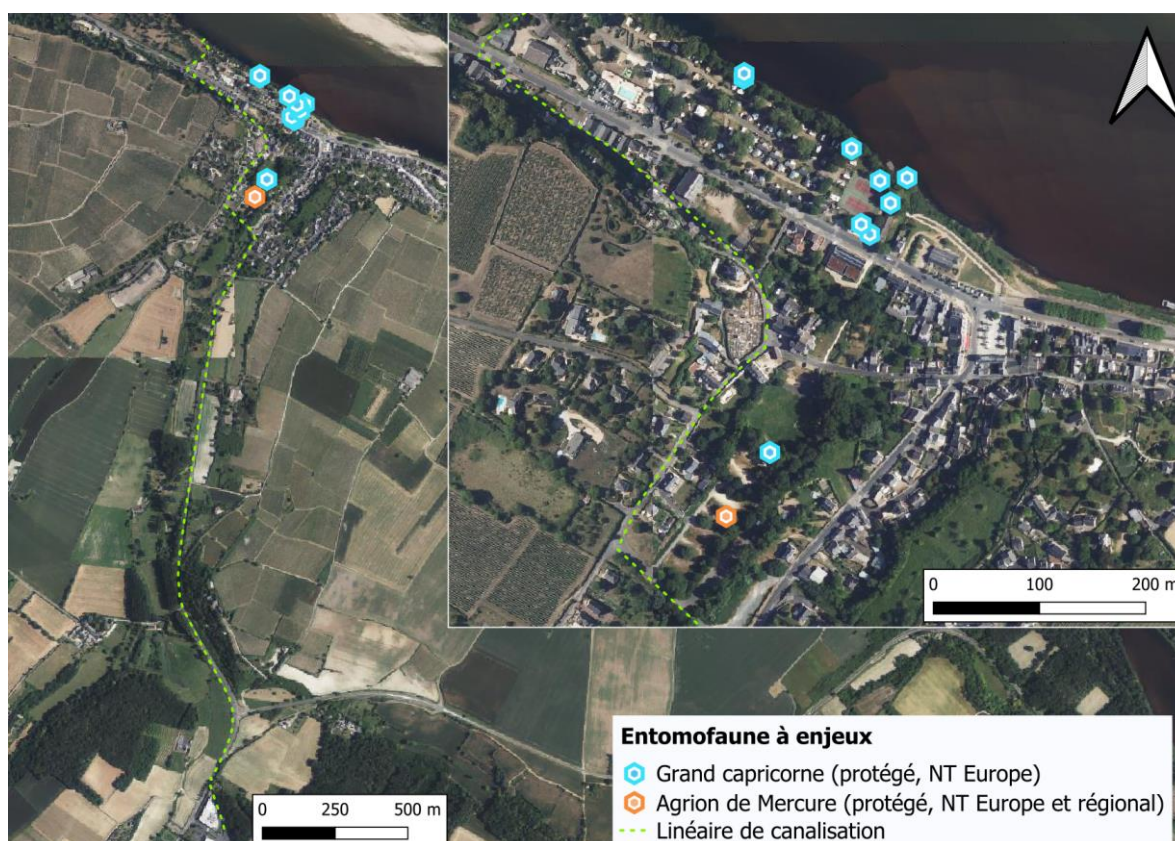 0 100 200 m
Entomofaune à enjeux
Grand capricorne (protégé, NT Europe)
Agrion de Mercure (protégé, NT Europe et régional)
Linéaire de canalisation
0 250 500 m